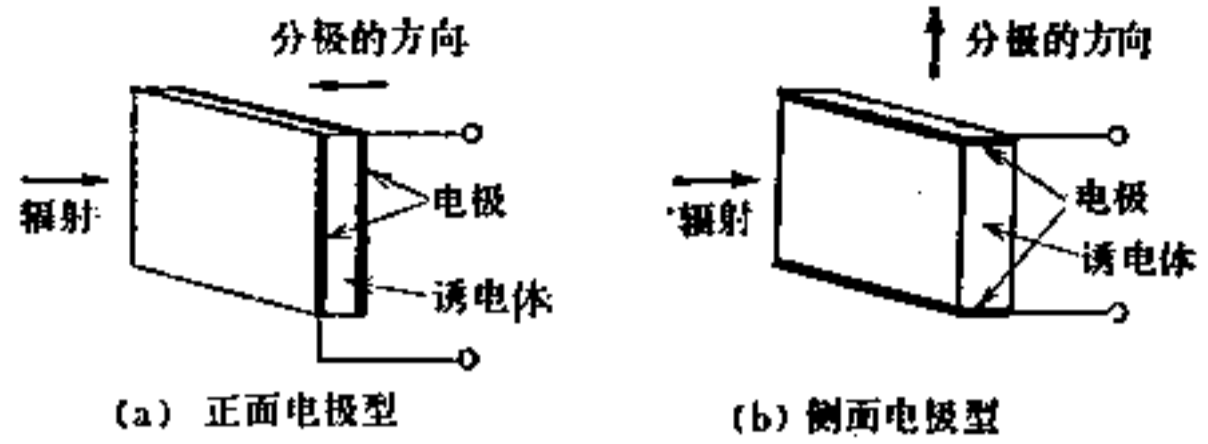 分极的方向
辐射
电极
诱电体
(a) 正面电极型
分极的方向
辐射
电极
诱电体
(b) 侧面电极型